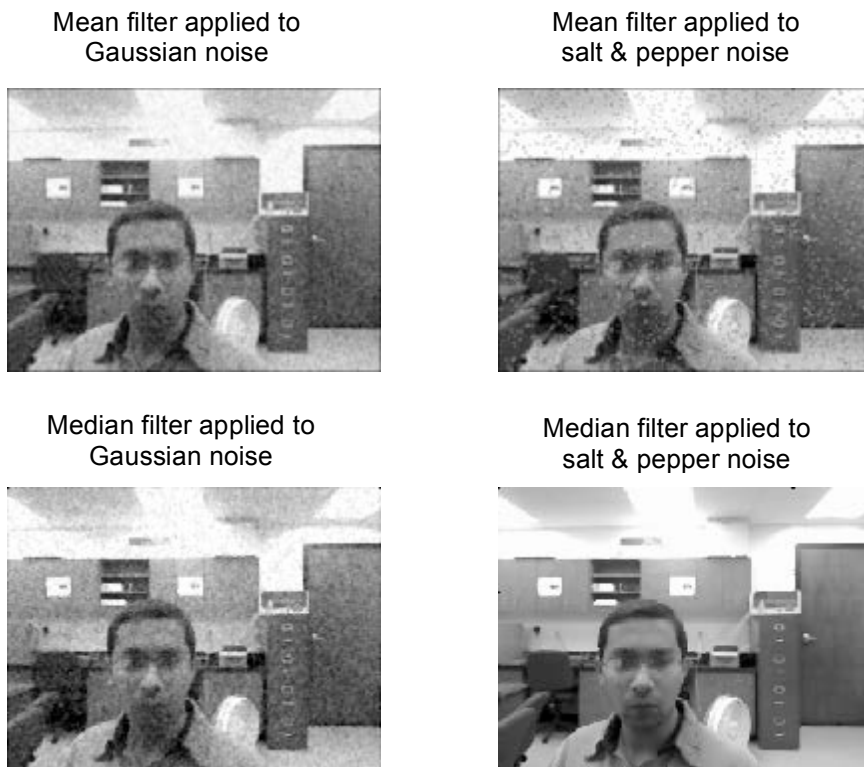 Mean filter applied to
Gaussian noise
Mean filter applied to
salt & pepper noise
Median filter applied to
Gaussian noise
Median filter applied to
salt & pepper noise